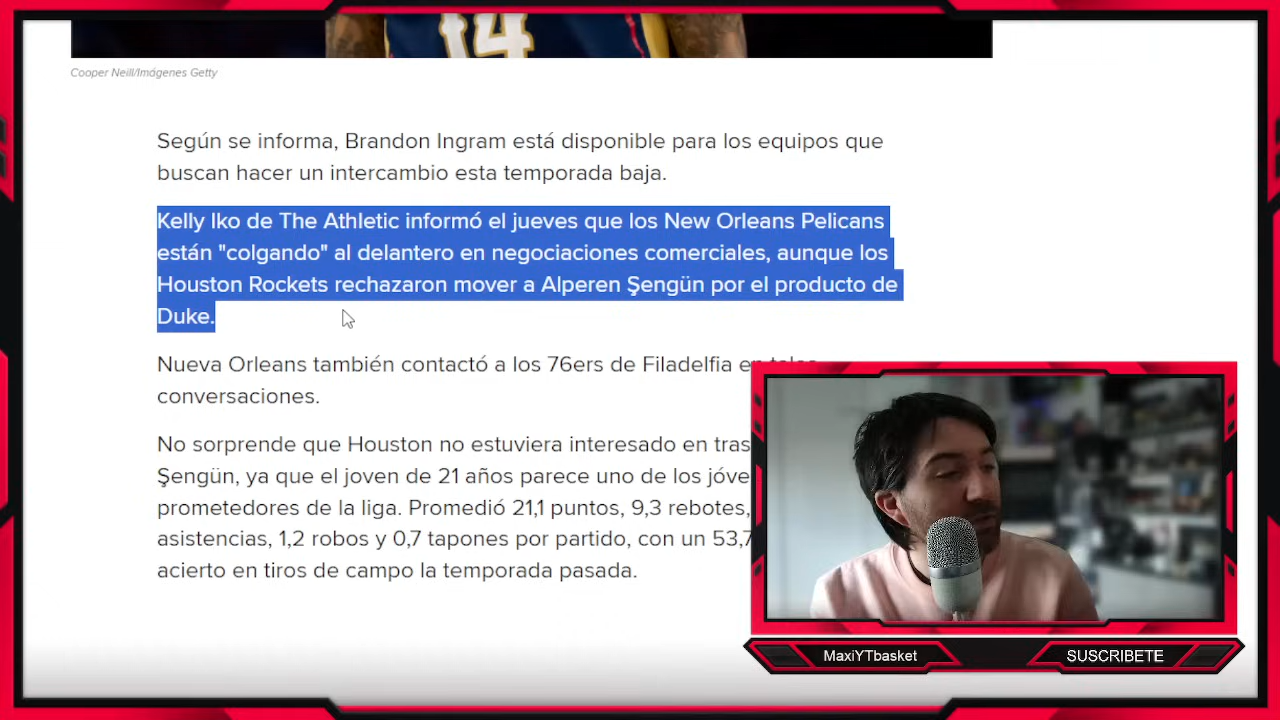 14
Cooper Neill/Imágenes Getty
Según se informa, Brandon Ingram está disponible para los equipos que
buscan hacer un intercambio esta temporada baja.
Kelly Iko de The Athletic informó el jueves que los New Orleans Pelicans
están "colgando" al delantero en negociaciones comerciales, aunque los
Houston Rockets rechazaron mover a Alperen Şengün por el producto de
Duke.
Nueva Orleans también contactó a los 76ers de Filadelfia en
conversaciones.
No sorprende que Houston no estuviera interesado en
Şengün, ya que el joven de 21 años parece uno de los
prometedores de la liga. Promedió 21,1 puntos, 9,3 rebotes,
asistencias, 1,2 robos y 0,7 tapones por partido, con un 53,7
acierto en tiros de campo la temporada pasada.
MaxiYTbasket
SUSCRIBETE